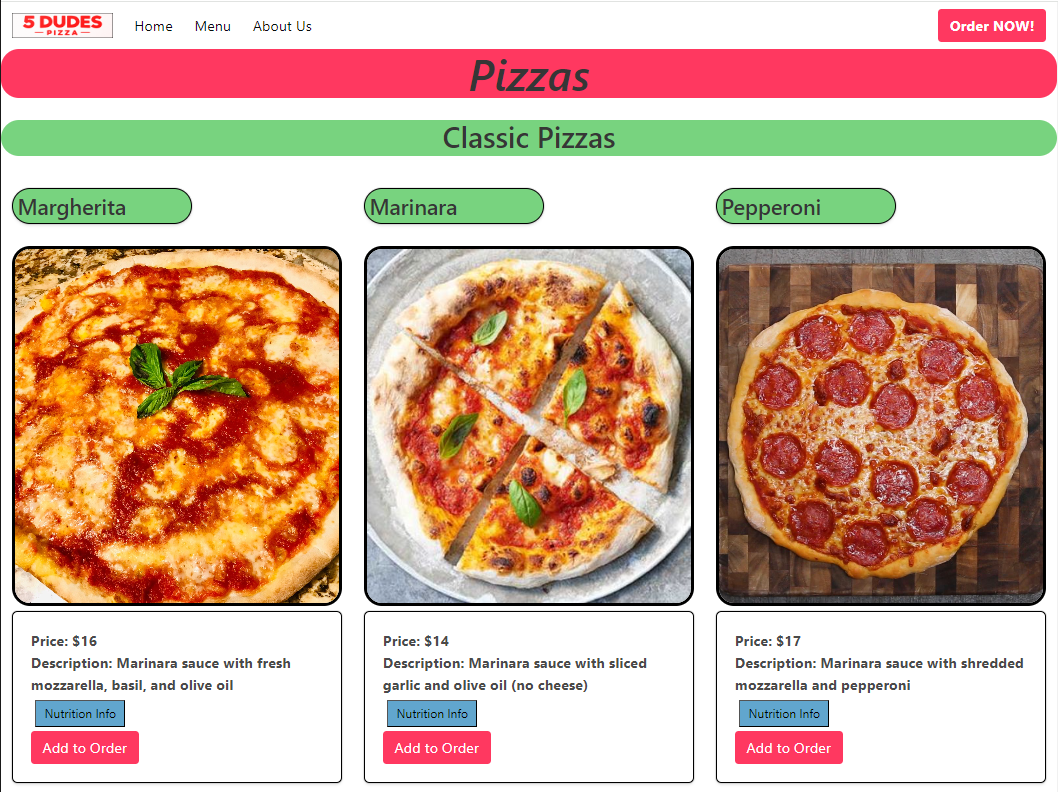 5 DUDES
PIZZA
Home Menu About Us Order NOW!
Pizzas
Classic Pizzas
Margherita
Marinara
Pepperoni
Price: $16
Description: Marinara sauce with fresh
mozzarella, basil, and olive oil
Nutrition Info
Add to Order
Price: $14
Description: Marinara sauce with sliced
garlic and olive oil (no cheese)
Nutrition Info
Add to Order
Price: $17
Description: Marinara sauce with shredded
mozzarella and pepperoni
Nutrition Info
Add to Order